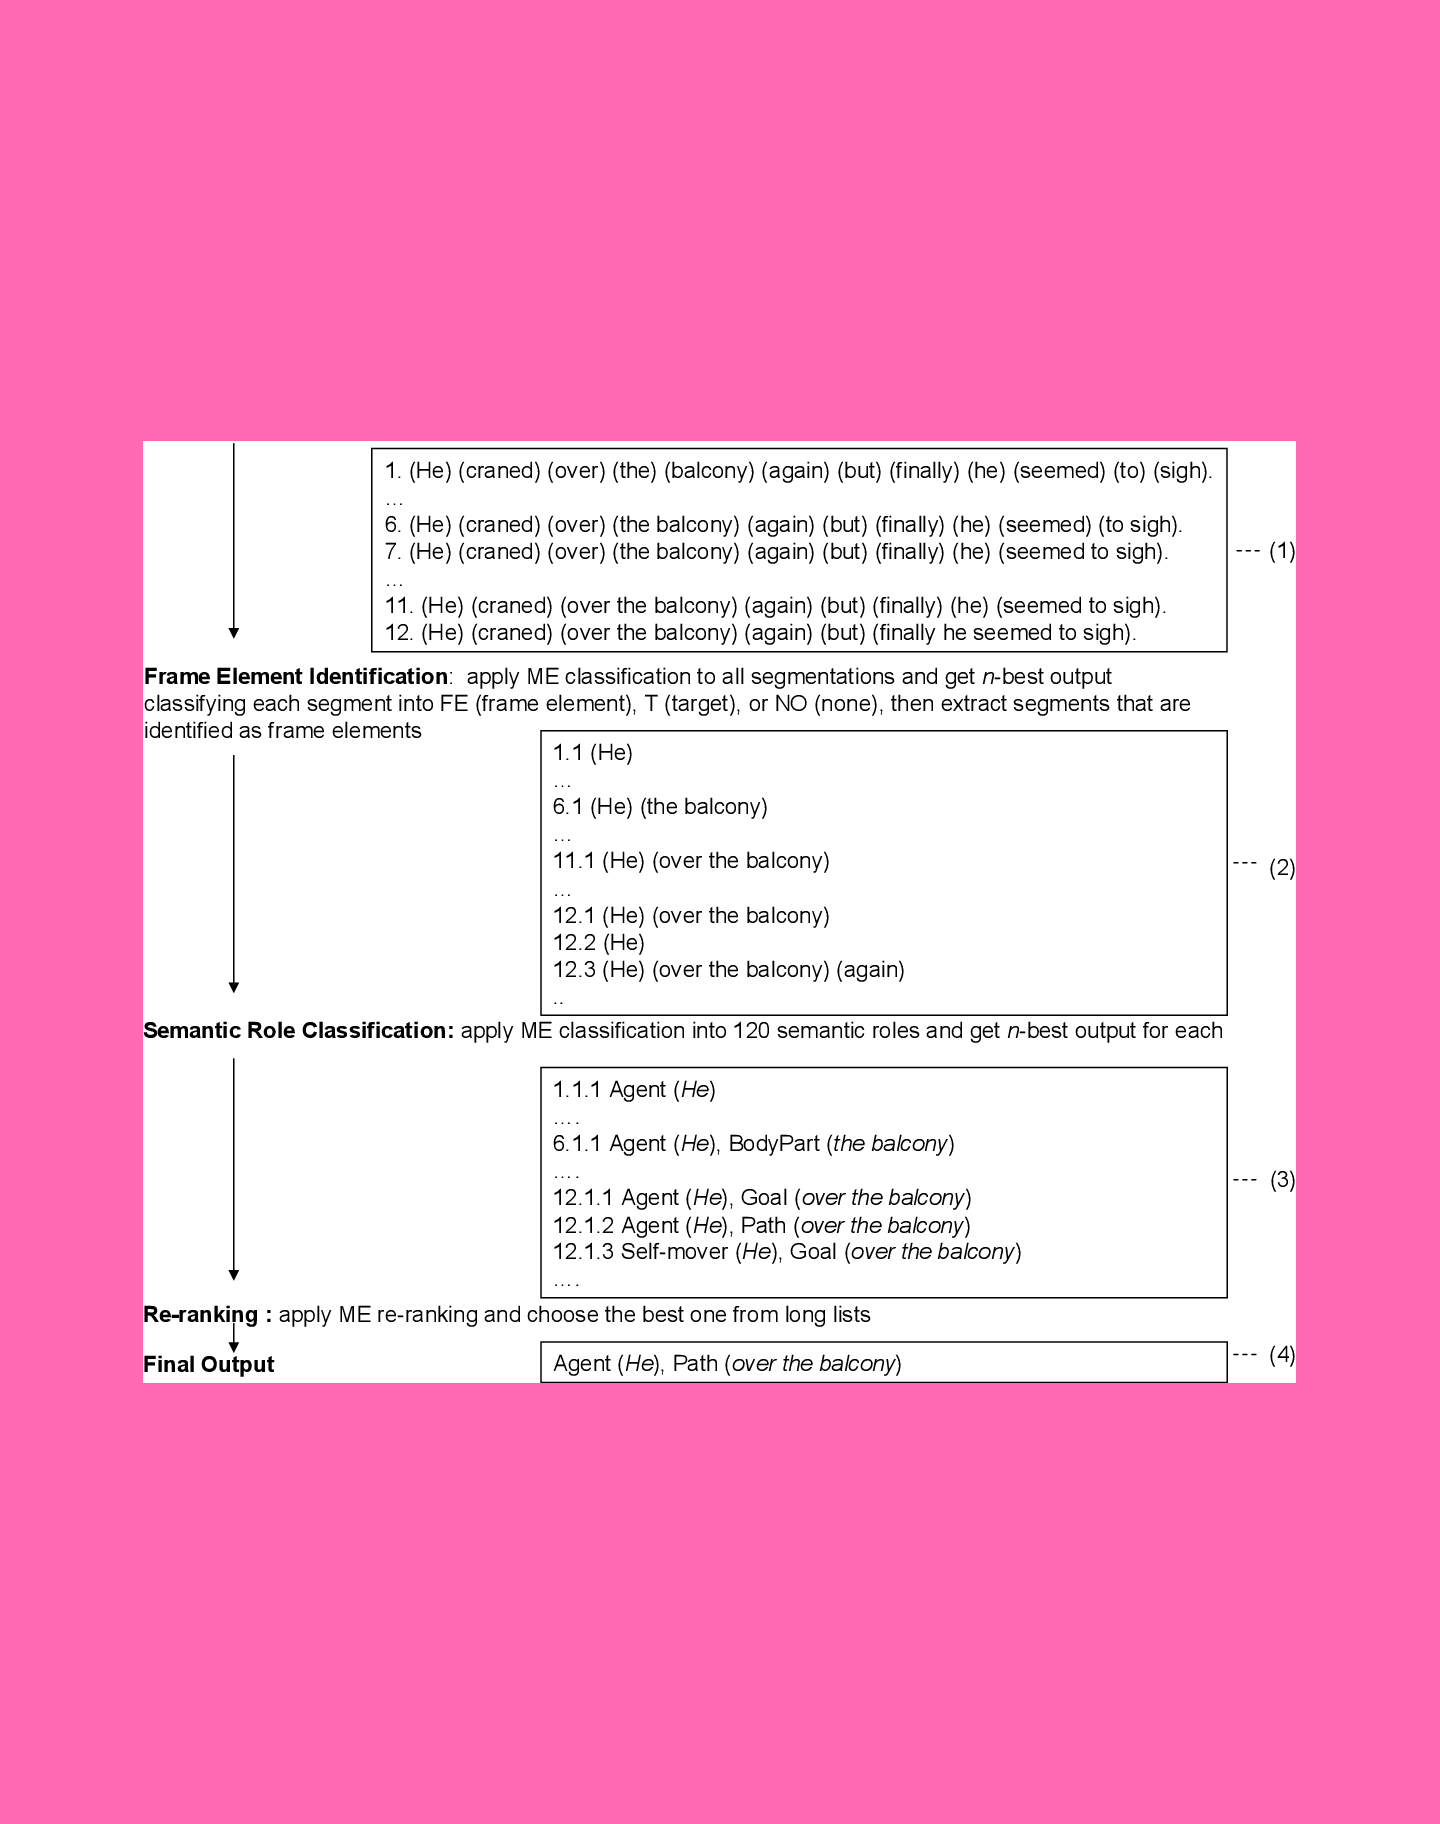 1. (He) (craned) (over) (the) (balcony) (again) (but) (finally) (he) (seemed) (to) (sigh).
…
6. (He) (craned) (over) (the balcony) (again) (but) (finally) (he) (seemed) (to sigh).
7. (He) (craned) (over) (the balcony) (again) (but) (finally) (he) (seemed to sigh).
--- (1)
…
11. (He) (craned) (over the balcony) (again) (but) (finally) (he) (seemed to sigh).
12. (He) (craned) (over the balcony) (again) (but) (finally he seemed to sigh).
Frame Element Identification: apply ME classification to all segmentations and get n-best output
classifying each segment into FE (frame element), T (target), or NO (none), then extract segments that are
identified as frame elements
1.1 (He)
…
6.1 (He) (the balcony)
…
11.1 (He) (over the balcony)
--- (2)
…
12.1 (He) (over the balcony)
12.2 (He)
12.3 (He) (over the balcony) (again)
..
Semantic Role Classification: apply ME classification into 120 semantic roles and get n-best output for each
1.1.1 Agent (He)
….
6.1.1 Agent (He), BodyPart (the balcony)
….
--- (3)
12.1.1 Agent (He), Goal (over the balcony)
12.1.2 Agent (He), Path (over the balcony)
12.1.3 Self-mover (He), Goal (over the balcony)
….
Re-ranking : apply ME re-ranking and choose the best one from long lists
--- (4)
Final Output
Agent (He), Path (over the balcony)